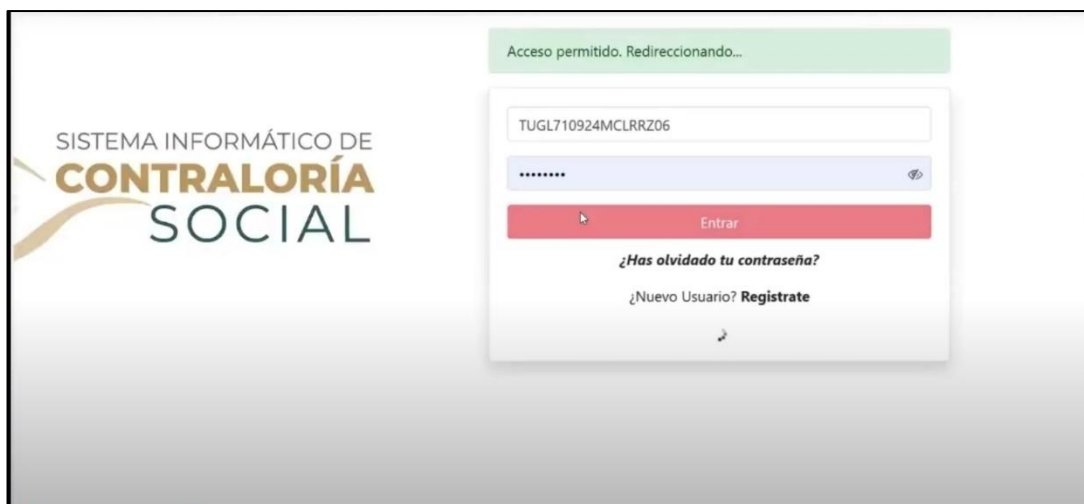 Acceso permitido. Redireccionando...
SISTEMA INFORMÁTICO DE
CONTRALORÍA
SOCIAL
TUGL710924MCLRRZ06
••••••••
Entrar
¿Has olvidado tu contraseña?
¿Nuevo Usuario? Registrate